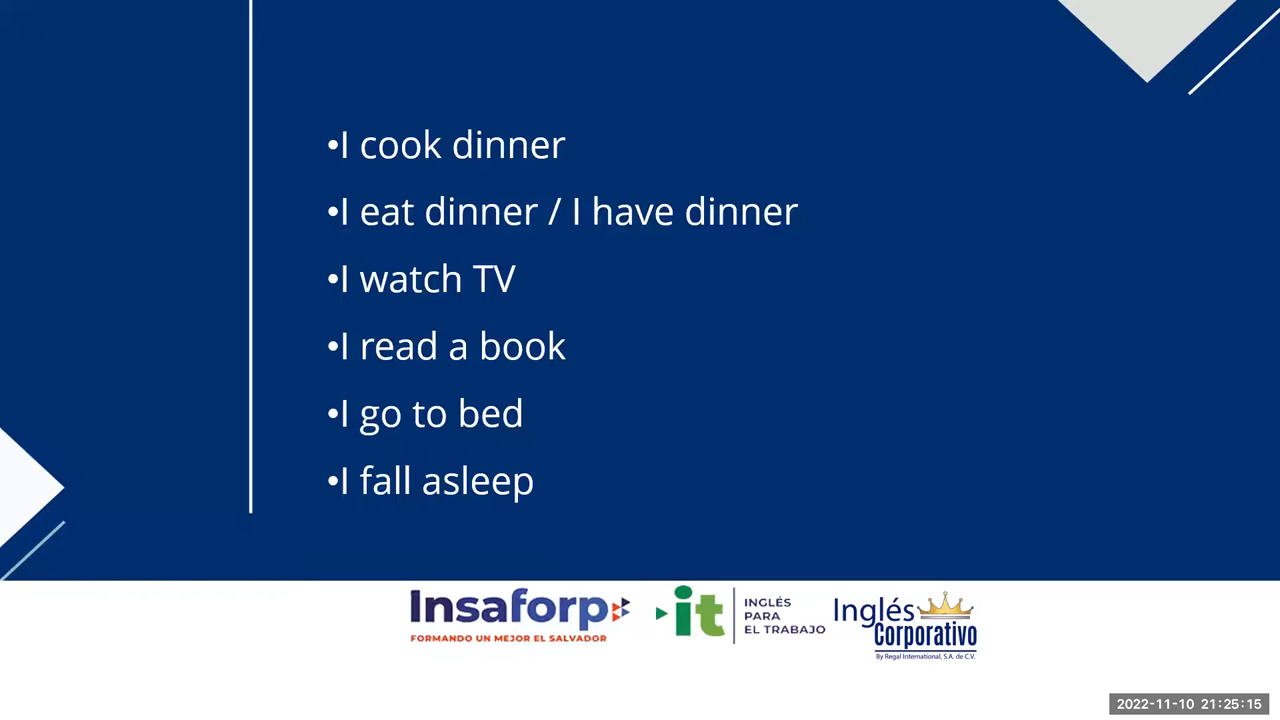 •I cook dinner
•I eat dinner / I have dinner
•I watch TV
•I read a book
•I go to bed
•I fall asleep
Insaforp
FORMANDO UN MEJOR EL SALVADOR
it
INGLÉS
PARA
EL TRABAJO
Inglés
Corporativo
By Regal International, S.A. de C.V.
2022-11-10 21:25:15